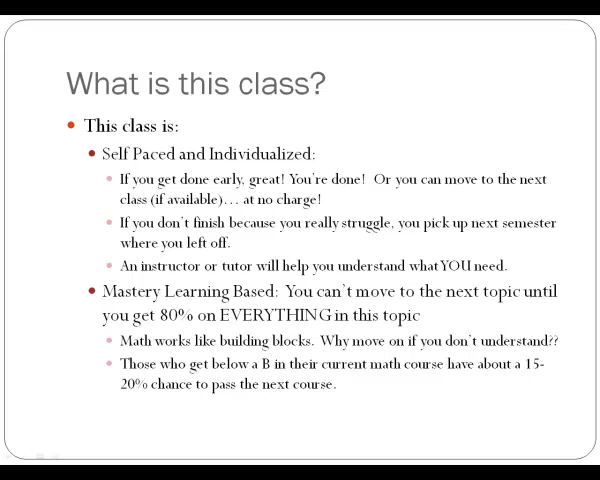 What is this class?
This class is:
Self Paced and Individualized:
If you get done early, great! You're done! Or you can move to the next
class (if available)… at no charge!
If you don't finish because you really struggle, you pick up next semester
where you left off.
An instructor or tutor will help you understand what YOU need.
Mastery Learning Based: You can't move to the next topic until
you get 80% on EVERYTHING in this topic
Math works like building blocks. Why move on if you don't understand??
Those who get below a B in their current math course have about a 15-
20% chance to pass the next course.